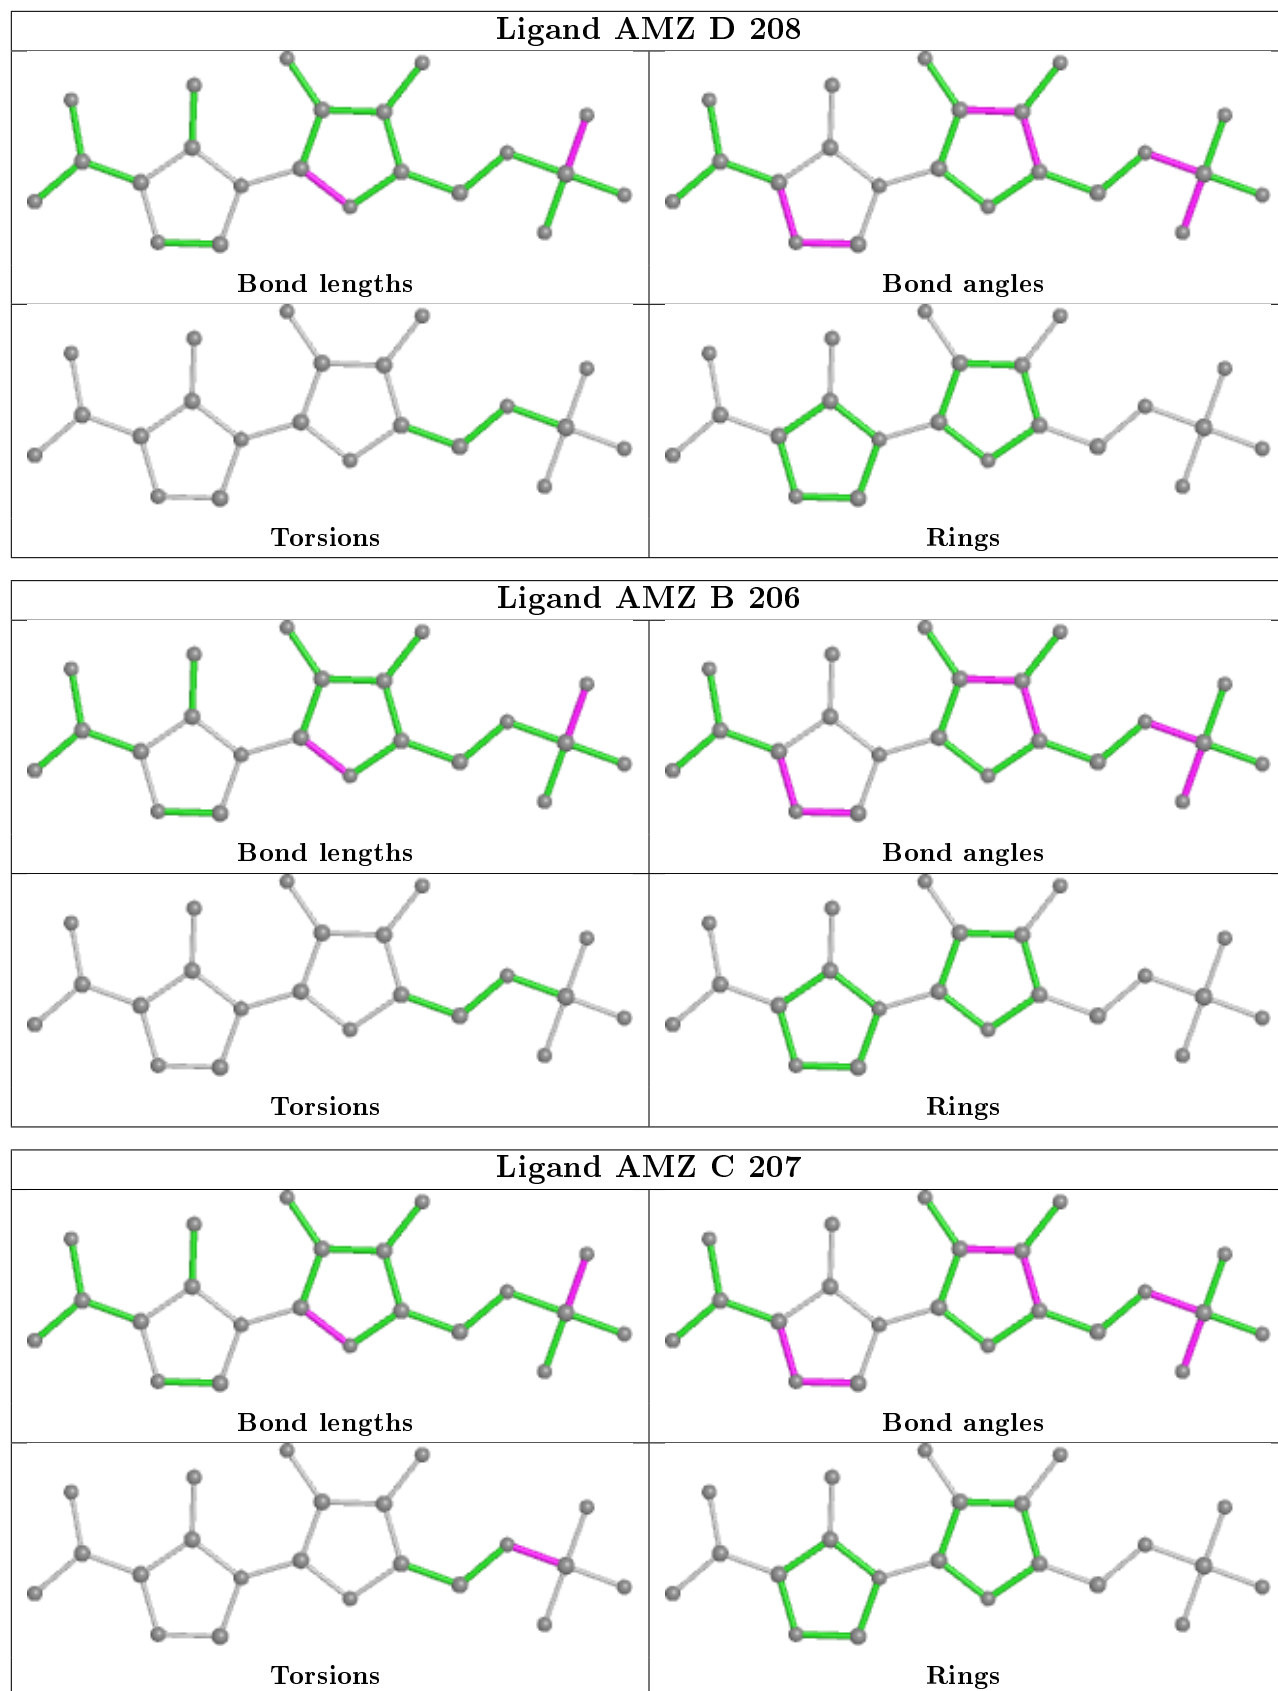 Ligand AMZ D 208
Bond lengths
Bond angles
Torsions
Rings
Ligand AMZ B 206
Bond lengths
Bond angles
Torsions
Rings
Ligand AMZ C 207
Bond lengths
Bond angles
Torsions
Rings